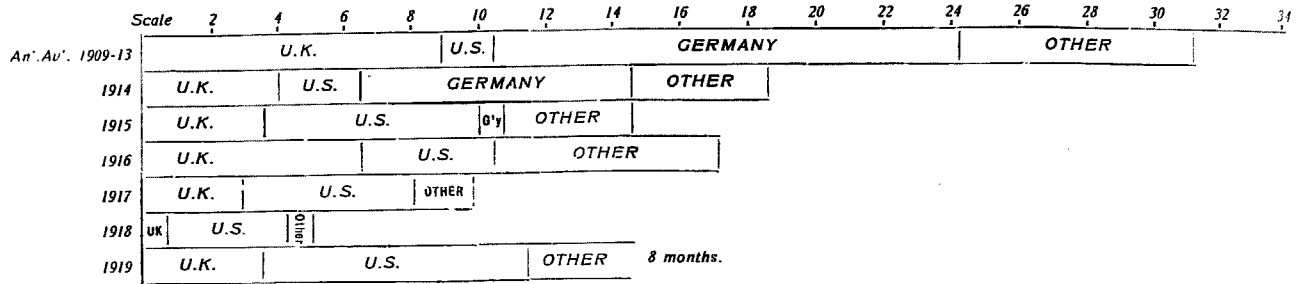 Scale 2 4 6 8 10 12 14 16 18 20 22 24 26 28 30 32 34
An'.Av'. 1909-13 U.K. U.S. GERMANY OTHER
1914 U.K. U.S. GERMANY OTHER
1915 U.K. U.S. G'y OTHER
1916 U.K. U.S. OTHER
1917 U.K. U.S. OTHER
1918 UK U.S. Other
1919 U.K. U.S. OTHER 8 months.